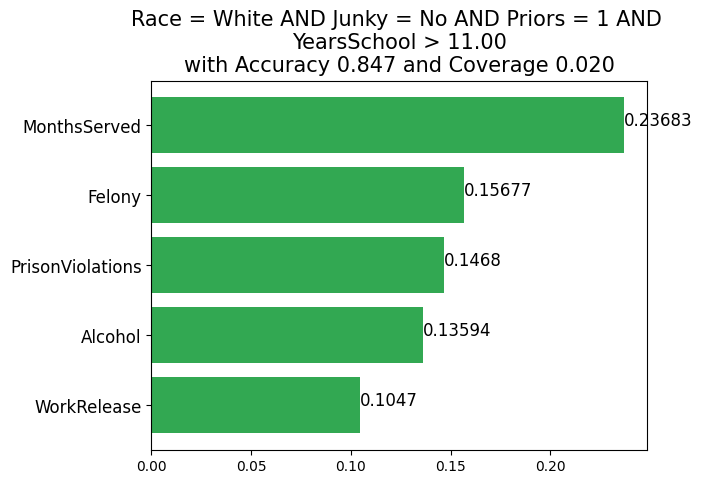 Race = White AND Junky = No AND Priors = 1 AND
YearsSchool > 11.00
with Accuracy 0.847 and Coverage 0.020
MonthsServed
0.23683
Felony
0.15677
PrisonViolations
0.1468
Alcohol
0.13594
WorkRelease
0.1047
0.00 0.05 0.10 0.15 0.20